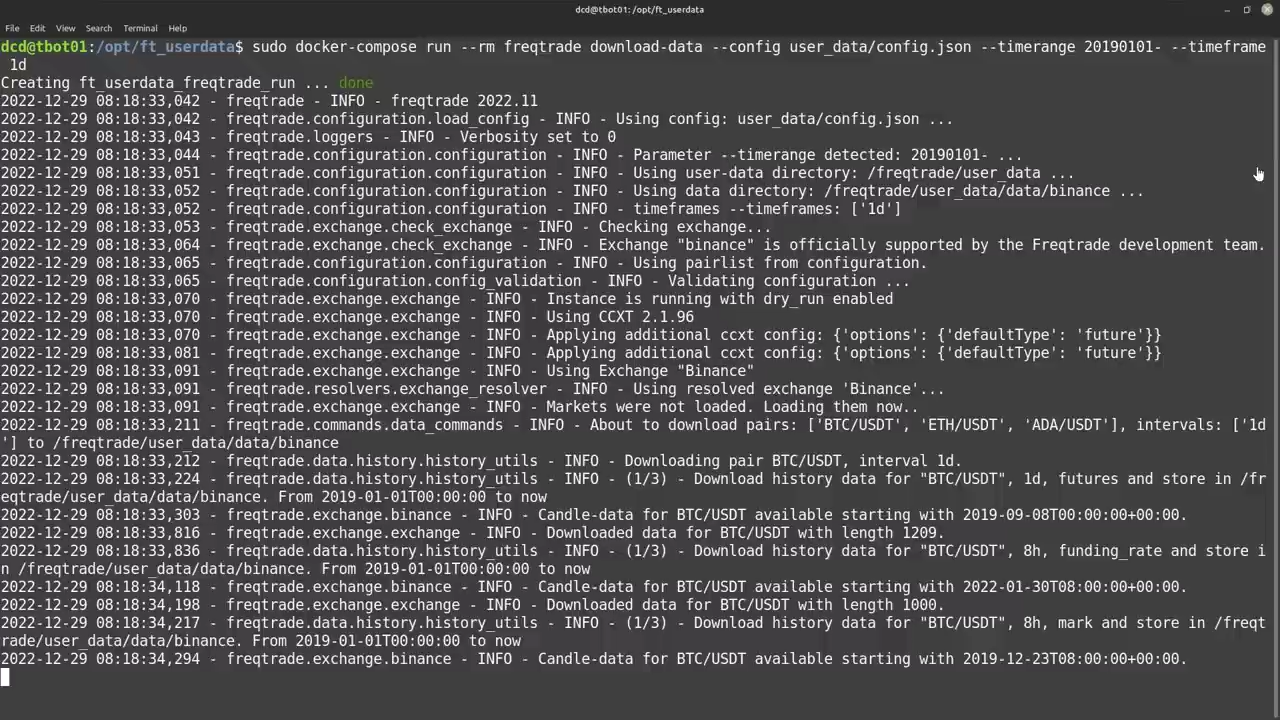 dcd@tbot01: /opt/ft_userdata
File Edit View Search Terminal Help
dcd@tbot01:/opt/ft_userdata$ sudo docker-compose run --rm freqtrade download-data --config user_data/config.json --timerange 20190101- --timeframe
 1d
Creating ft_userdata_freqtrade_run ... done
2022-12-29 08:18:33,042 - freqtrade - INFO - freqtrade 2022.11
2022-12-29 08:18:33,042 - freqtrade.configuration.load_config - INFO - Using config: user_data/config.json ...
2022-12-29 08:18:33,043 - freqtrade.loggers - INFO - Verbosity set to 0
2022-12-29 08:18:33,044 - freqtrade.configuration.configuration - INFO - Parameter --timerange detected: 20190101- ...
2022-12-29 08:18:33,051 - freqtrade.configuration.configuration - INFO - Using user-data directory: /freqtrade/user_data ...
2022-12-29 08:18:33,052 - freqtrade.configuration.configuration - INFO - Using data directory: /freqtrade/user_data/data/binance ...
2022-12-29 08:18:33,052 - freqtrade.configuration.configuration - INFO - timeframes --timeframes: ['1d']
2022-12-29 08:18:33,053 - freqtrade.exchange.check_exchange - INFO - Checking exchange...
2022-12-29 08:18:33,064 - freqtrade.exchange.check_exchange - INFO - Exchange "binance" is officially supported by the Freqtrade development team.
2022-12-29 08:18:33,065 - freqtrade.configuration.configuration - INFO - Using pairlist from configuration.
2022-12-29 08:18:33,065 - freqtrade.configuration.config_validation - INFO - Validating configuration ...
2022-12-29 08:18:33,070 - freqtrade.exchange.exchange - INFO - Instance is running with dry_run enabled
2022-12-29 08:18:33,070 - freqtrade.exchange.exchange - INFO - Using CCXT 2.1.96
2022-12-29 08:18:33,070 - freqtrade.exchange.exchange - INFO - Applying additional ccxt config: {'options': {'defaultType': 'future'}}
2022-12-29 08:18:33,081 - freqtrade.exchange.exchange - INFO - Applying additional ccxt config: {'options': {'defaultType': 'future'}}
2022-12-29 08:18:33,091 - freqtrade.exchange.exchange - INFO - Using Exchange "Binance"
2022-12-29 08:18:33,091 - freqtrade.resolvers.exchange_resolver - INFO - Using resolved exchange 'Binance'...
2022-12-29 08:18:33,091 - freqtrade.exchange.exchange - INFO - Markets were not loaded. Loading them now..
2022-12-29 08:18:33,211 - freqtrade.commands.data_commands - INFO - About to download pairs: ['BTC/USDT', 'ETH/USDT', 'ADA/USDT'], intervals: ['1d
'] to /freqtrade/user_data/data/binance
2022-12-29 08:18:33,212 - freqtrade.data.history.history_utils - INFO - Downloading pair BTC/USDT, interval 1d.
2022-12-29 08:18:33,224 - freqtrade.data.history.history_utils - INFO - (1/3) - Download history data for "BTC/USDT", 1d, futures and store in /fr
eqtrade/user_data/data/binance. From 2019-01-01T00:00:00 to now
2022-12-29 08:18:33,303 - freqtrade.exchange.binance - INFO - Candle-data for BTC/USDT available starting with 2019-09-08T00:00:00+00:00.
2022-12-29 08:18:33,816 - freqtrade.exchange.exchange - INFO - Downloaded data for BTC/USDT with length 1209.
2022-12-29 08:18:33,836 - freqtrade.data.history.history_utils - INFO - (1/3) - Download history data for "BTC/USDT", 8h, funding_rate and store i
n /freqtrade/user_data/data/binance. From 2019-01-01T00:00:00 to now
2022-12-29 08:18:34,118 - freqtrade.exchange.binance - INFO - Candle-data for BTC/USDT available starting with 2022-01-30T08:00:00+00:00.
2022-12-29 08:18:34,198 - freqtrade.exchange.exchange - INFO - Downloaded data for BTC/USDT with length 1000.
2022-12-29 08:18:34,217 - freqtrade.data.history.history_utils - INFO - (1/3) - Download history data for "BTC/USDT", 8h, mark and store in /freqt
rade/user_data/data/binance. From 2019-01-01T00:00:00 to now
2022-12-29 08:18:34,294 - freqtrade.exchange.binance - INFO - Candle-data for BTC/USDT available starting with 2019-12-23T08:00:00+00:00.